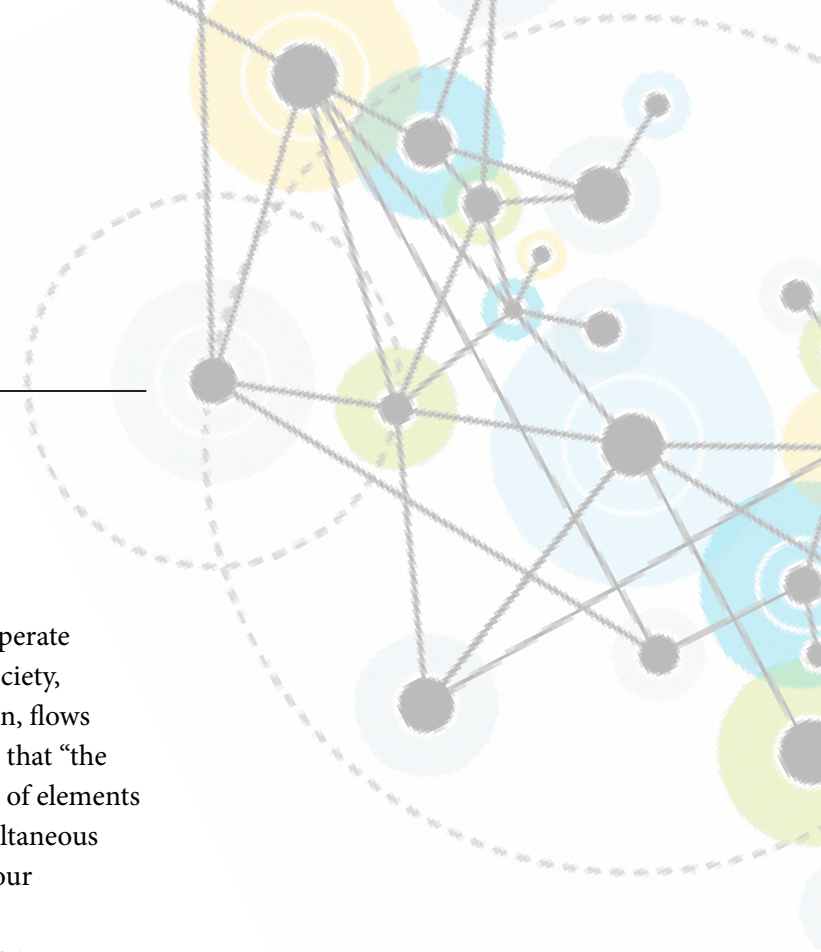 perate
ciety,
n, flows
that “the
of elements
ltaneous
our